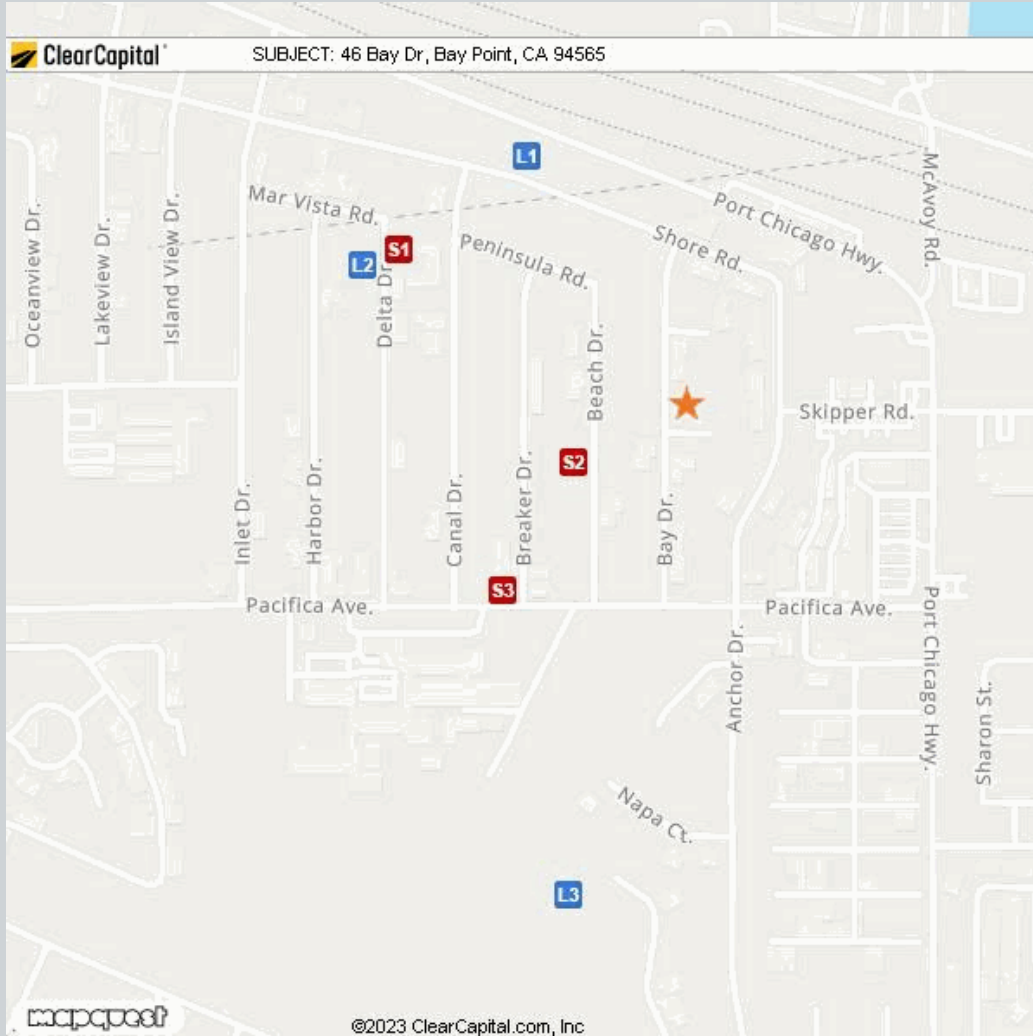 ClearCapital
SUBJECT: 46 Bay Dr, Bay Point, CA 94565
L1
McAvoy Rd.
Mar Vista Rd.
Port Chicago Hwy.
Oceanview Dr.
Lakeview Dr.
Island View Dr.
S1
L2
Delta Dr.
Peninsula Rd.
Shore Rd.
Beach Dr.
Skipper Rd.
S2
Inlet Dr.
Harbor Dr.
Canal Dr.
Breaker Dr.
Bay Dr.
S3
Pacifica Ave.
Pacifica Ave.
Anchor Dr.
Port Chicago Hwy.
Sharon St.
Napa Ct.
L3
mapquest
©2023 ClearCapital.com, Inc